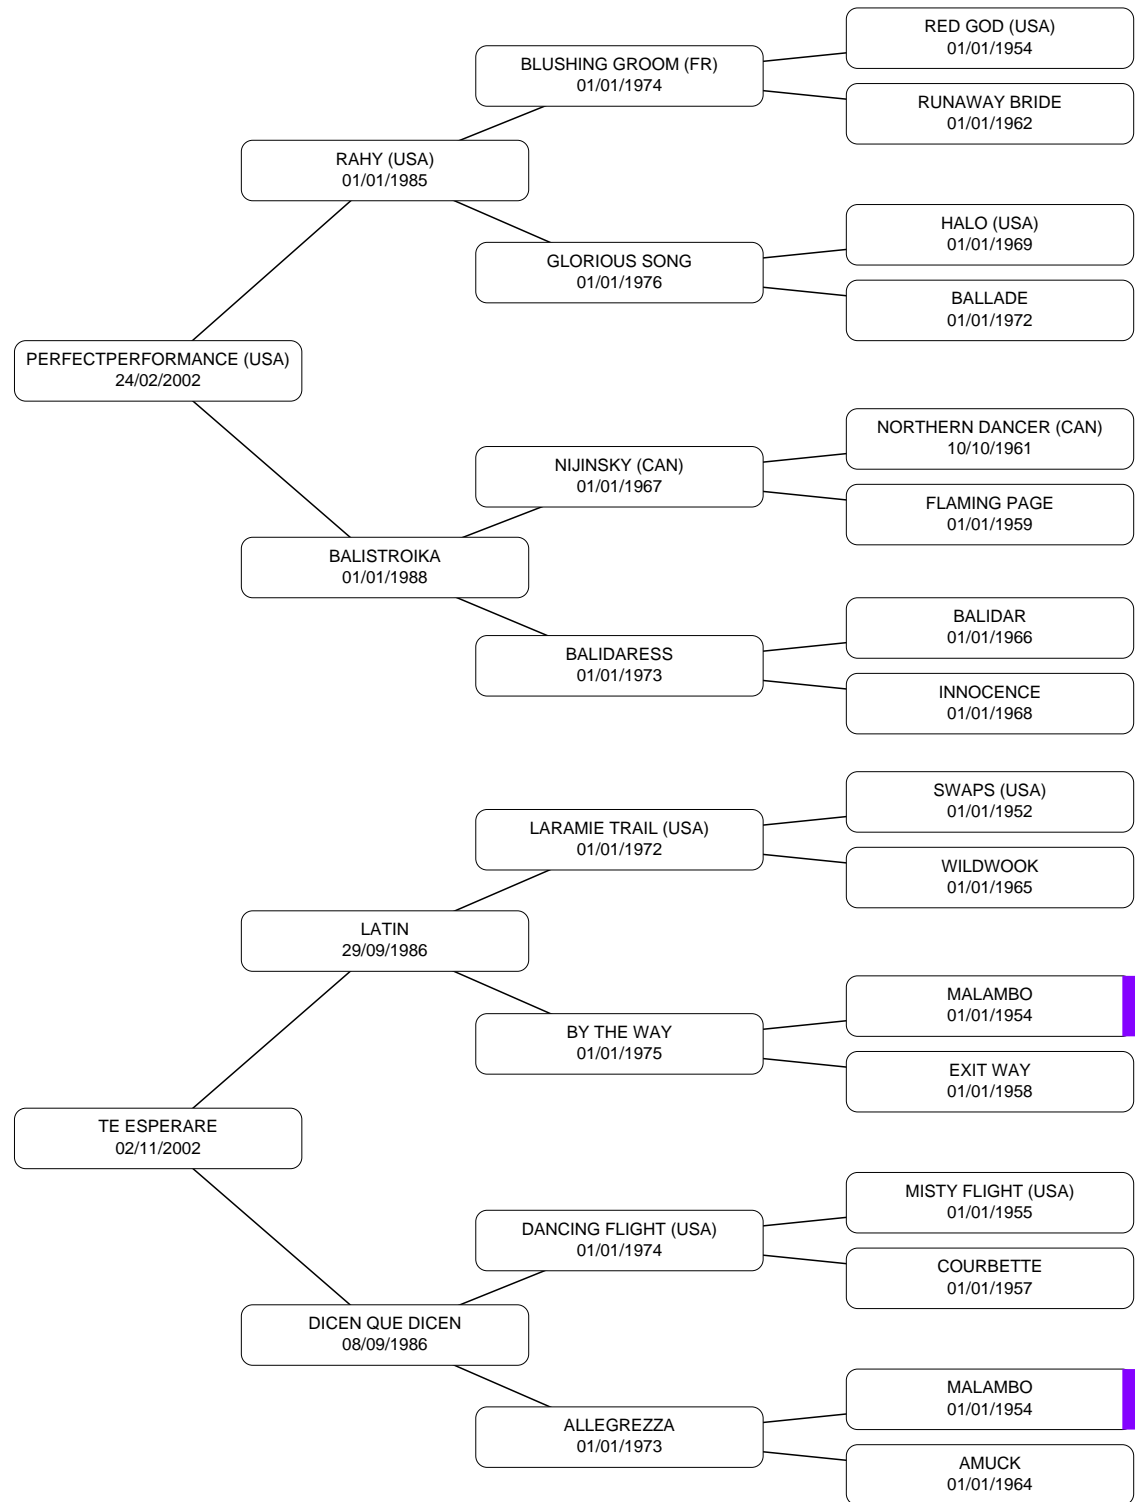 RED GOD (USA)
01/01/1954
BLUSHING GROOM (FR)
01/01/1974
RUNAWAY BRIDE
01/01/1962
RAHY (USA)
01/01/1985
HALO (USA)
01/01/1969
GLORIOUS SONG
01/01/1976
BALLADE
01/01/1972
PERFECTPERFORMANCE (USA)
24/02/2002
NORTHERN DANCER (CAN)
10/10/1961
NIJINSKY (CAN)
01/01/1967
FLAMING PAGE
01/01/1959
BALISTROIKA
01/01/1988
BALIDAR
01/01/1966
BALIDARESS
01/01/1973
INNOCENCE
01/01/1968
SWAPS (USA)
01/01/1952
LARAMIE TRAIL (USA)
01/01/1972
WILDWOOK
01/01/1965
LATIN
29/09/1986
MALAMBO
01/01/1954
BY THE WAY
01/01/1975
EXIT WAY
01/01/1958
TE ESPERARE
02/11/2002
MISTY FLIGHT (USA)
01/01/1955
DANCING FLIGHT (USA)
01/01/1974
COURBETTE
01/01/1957
DICEN QUE DICEN
08/09/1986
MALAMBO
01/01/1954
ALLEGREZZA
01/01/1973
AMUCK
01/01/1964